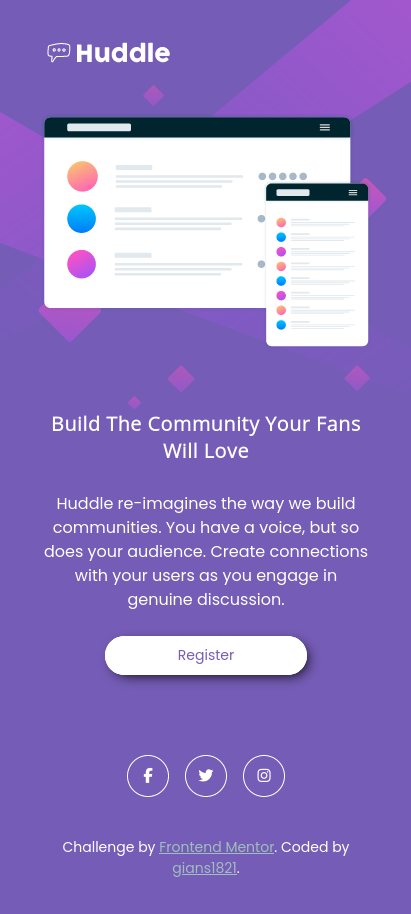 Huddle
Build The Community Your Fans
Will Love
Huddle re-imagines the way we build
communities. You have a voice, but so
does your audience. Create connections
with your users as you engage in
genuine discussion.
Register
Challenge by Frontend Mentor. Coded by
gians1821.